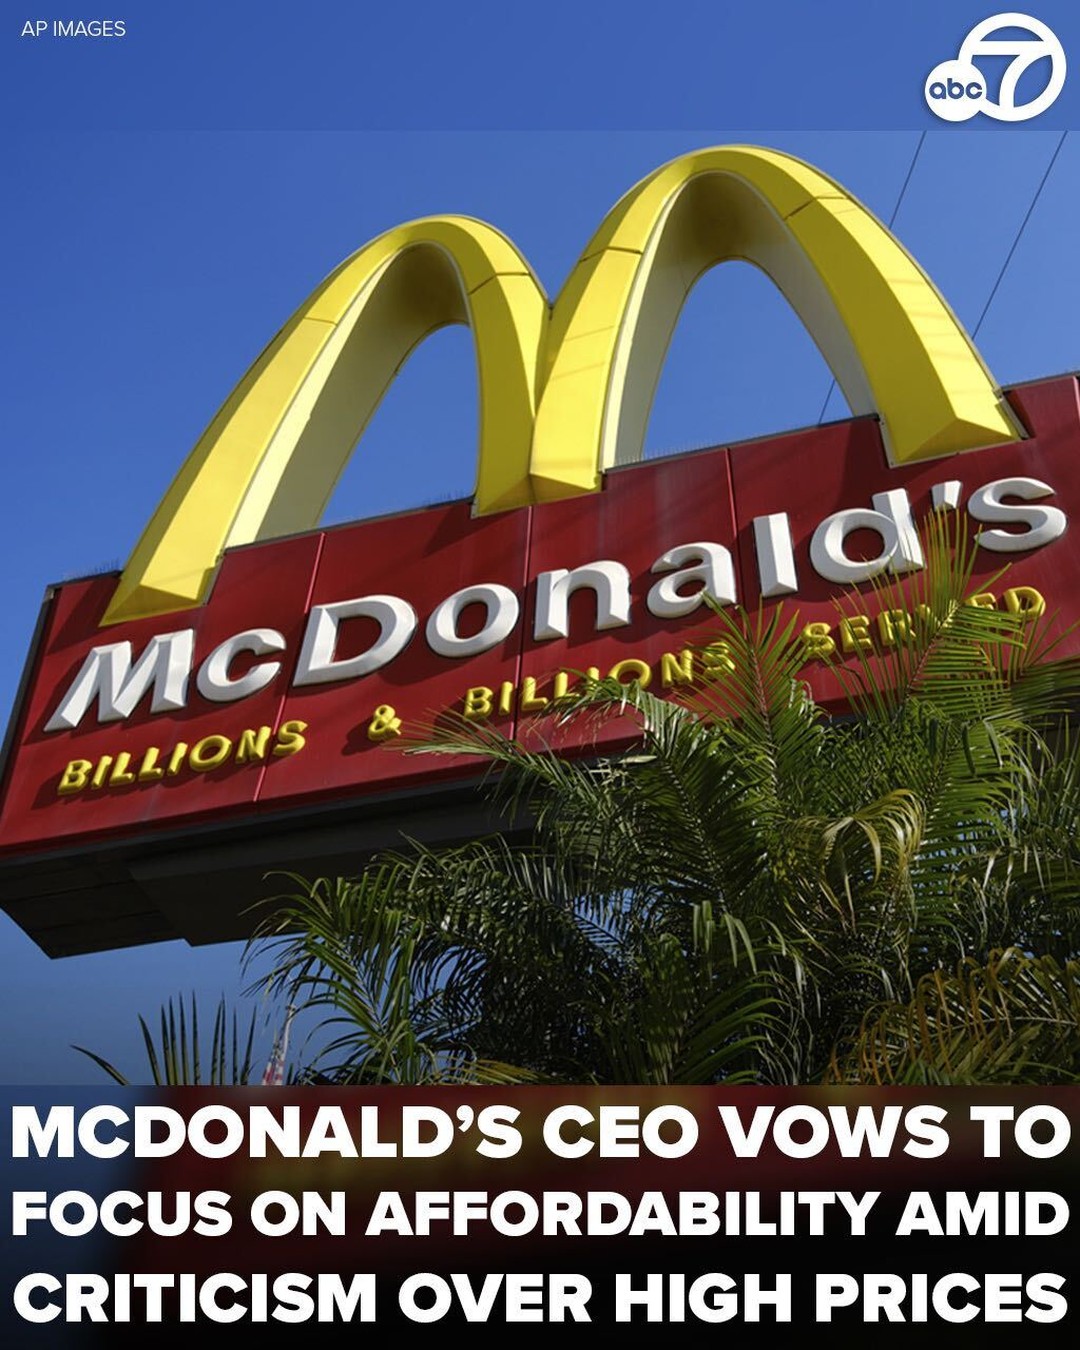 AP IMAGES
abc 7
McDonald's
BILLIONS & BILLIONS SERVED
MCDONALD’S CEO VOWS TO
FOCUS ON AFFORDABILITY AMID
CRITICISM OVER HIGH PRICES